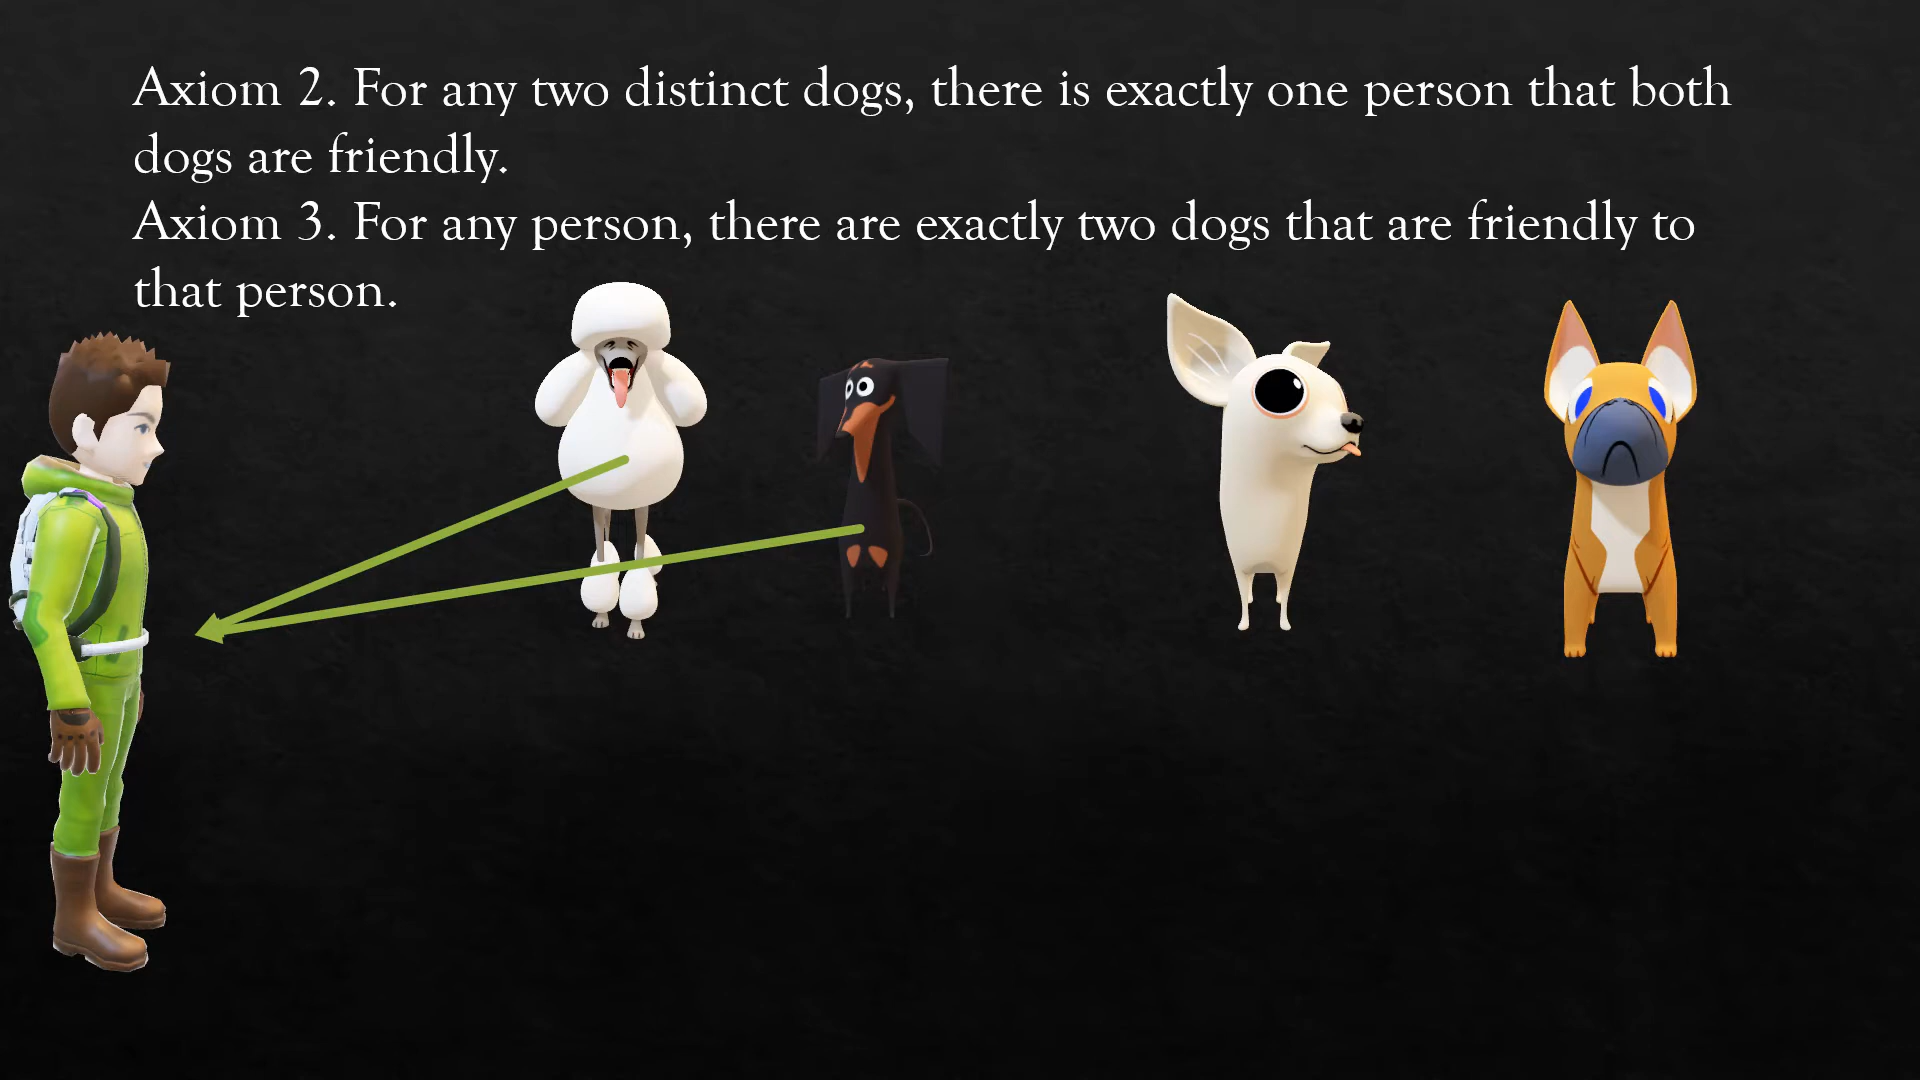 Axiom 2. For any two distinct dogs, there is exactly one person that both
dogs are friendly.
Axiom 3. For any person, there are exactly two dogs that are friendly to
that person.